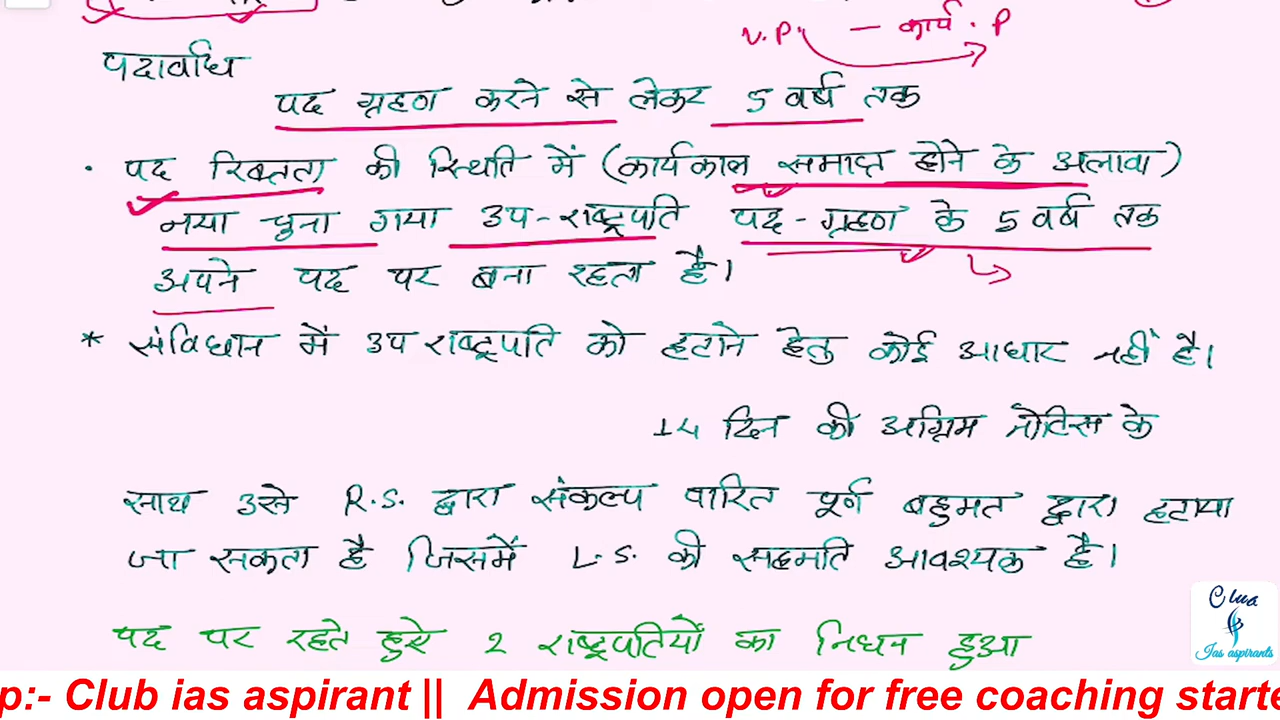 V.P. – कार्य. P
पदावधि
पद ग्रहण करने से लेकर 5 वर्ष तक
· पद रिक्तता की स्थिति में (कार्यकाल समाप्त होने के अलावा)
नया चुना गया उप-राष्ट्रपति पद-ग्रहण के 5 वर्ष तक
अपने पद पर बना रहता है।
* संविधान में उपराष्ट्रपति को हटाने हेतु कोई आधार नहीं है।
14 दिन की अग्रिम नोटिस के
साथ उसे R.S. द्वारा संकल्प पारित पूर्ण बहुमत द्वारा हटाया
जा सकता है जिसमें L.S. की सहमति आवश्यक है।
पद पर रहते हुए 2 राष्ट्रपतियों का निधन हुआ
Club
Ias aspirants
p:- Club ias aspirant || Admission open for free coaching starte